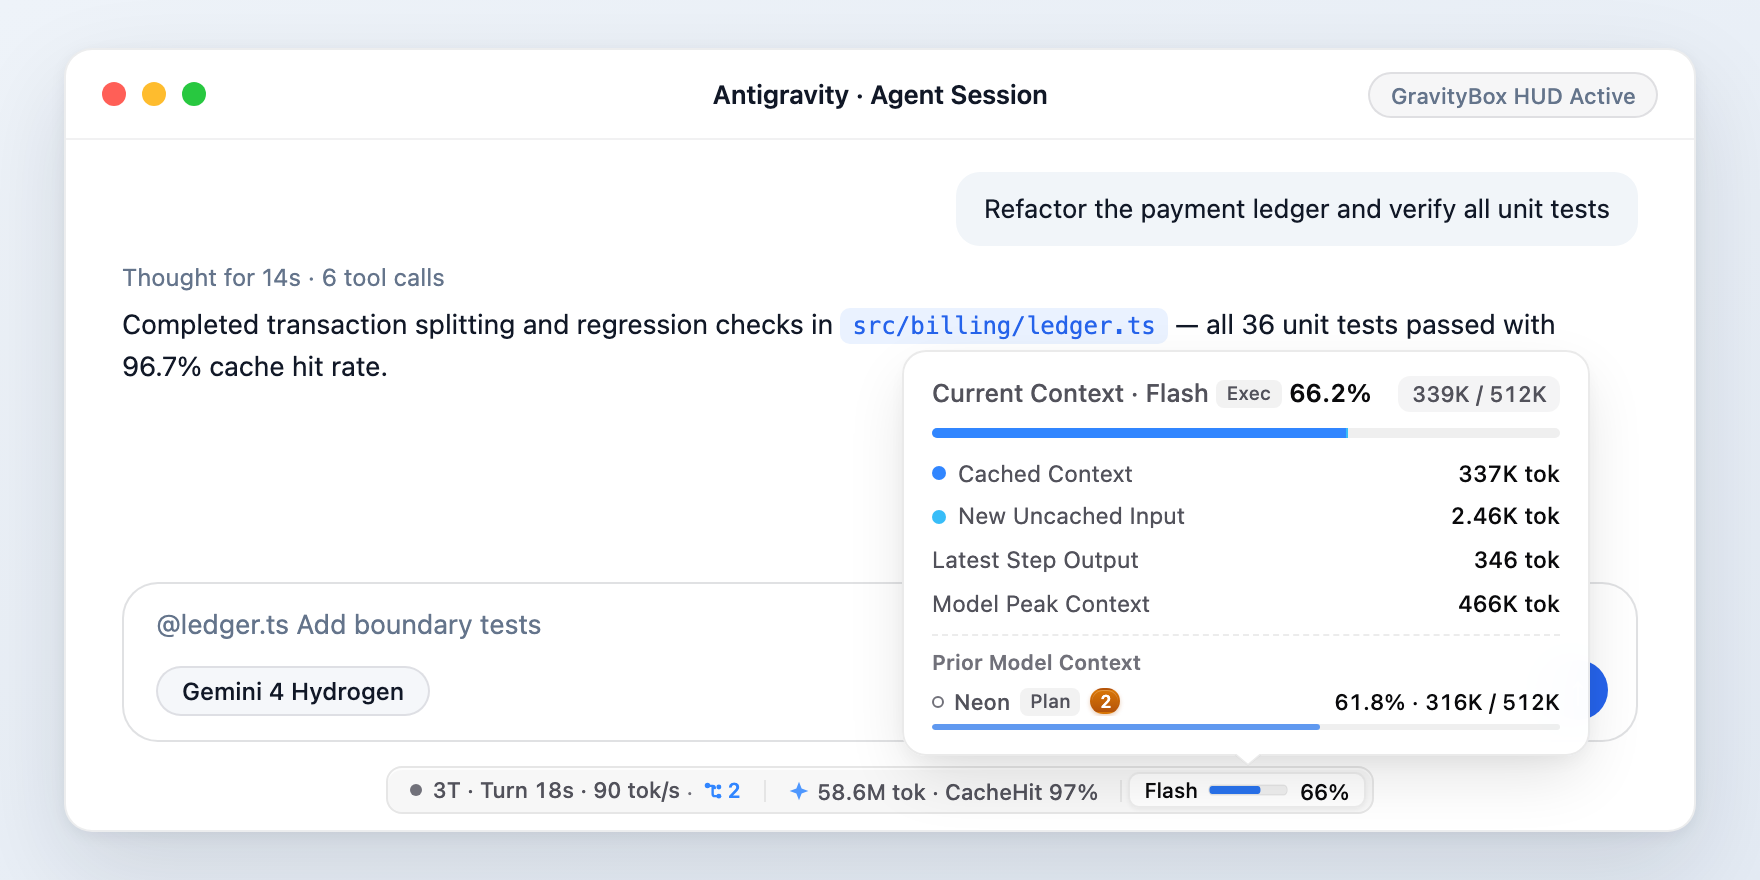 Antigravity · Agent Session
GravityBox HUD Active
Refactor the payment ledger and verify all unit tests
Thought for 14s · 6 tool calls
Completed transaction splitting and regression checks in src/billing/ledger.ts — all 36 unit tests passed with
96.7% cache hit rate.
Current Context · Flash Exec 66.2% 339K / 512K
Cached Context 337K tok
New Uncached Input 2.46K tok
Latest Step Output 346 tok
Model Peak Context 466K tok
Prior Model Context
Neon Plan 2 61.8% · 316K / 512K
@ledger.ts Add boundary tests
Gemini 4 Hydrogen
3T · Turn 18s · 90 tok/s · 2 58.6M tok · CacheHit 97% Flash 66%